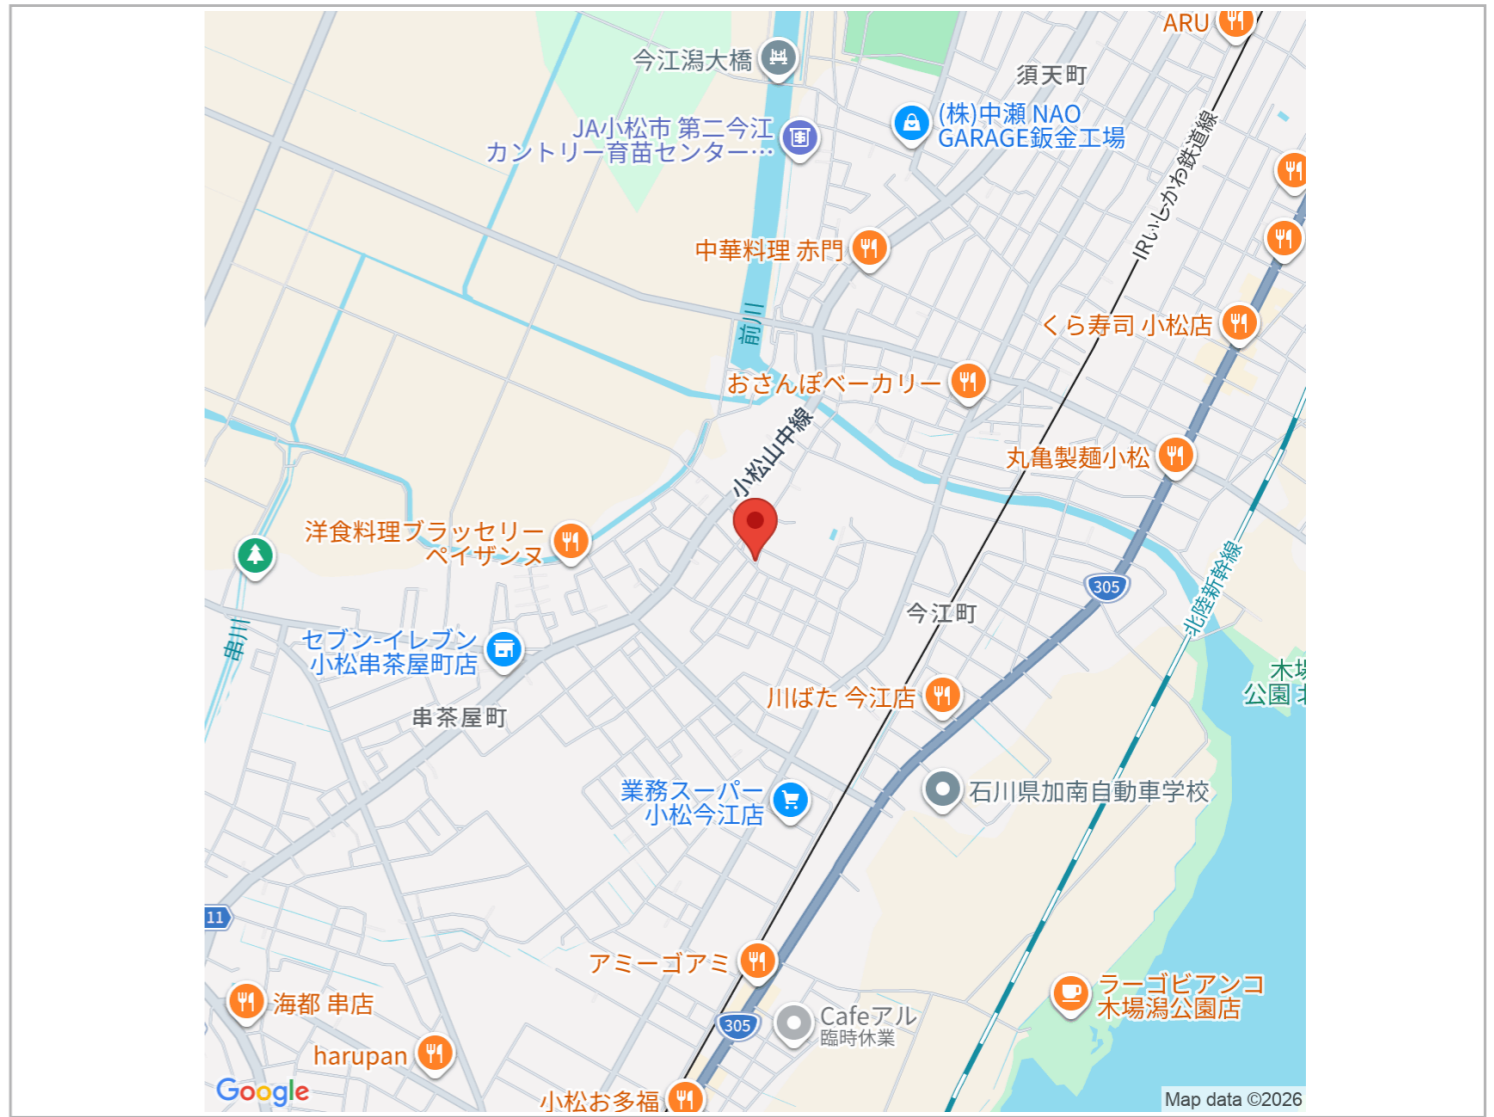 ARU
今江潟大橋
須天町
(株)中瀬 NAO
GARAGE鈑金工場
JA小松市 第二今江
カントリー育苗センター…
IRいしかわ鉄道線
中華料理 赤門
前川
くら寿司 小松店
おさんぽベーカリー
小松山中線
丸亀製麺小松
洋食料理ブラッセリー
ペイザンヌ
北陸新幹線
305
今江町
串川
セブン-イレブン
小松串茶屋町店
木場
公園 北
川ばた 今江店
串茶屋町
業務スーパー
小松今江店
石川県加南自動車学校
11
アミーゴアミ
ラーゴビアンコ
木場潟公園店
海都 串店
Cafeアル
臨時休業
305
harupan
Google
小松お多福
Map data ©2026